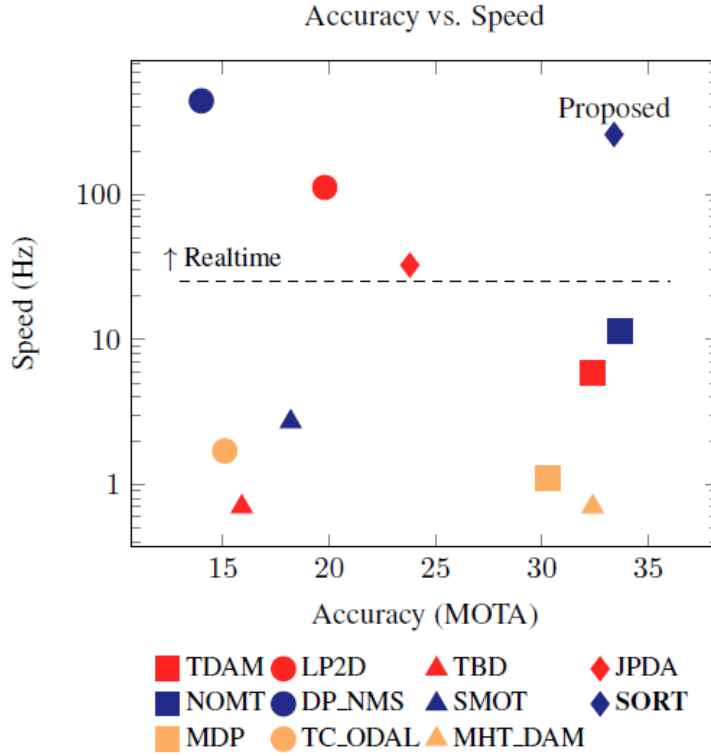 Accuracy vs. Speed
Proposed
100
↑ Realtime
Speed (Hz)
10
1
15 20 25 30 35
Accuracy (MOTA)
TDAM LP2D TBD JPDA
NOMT DP_NMS SMOT SORT
MDP TC_ODAL MHT_DAM